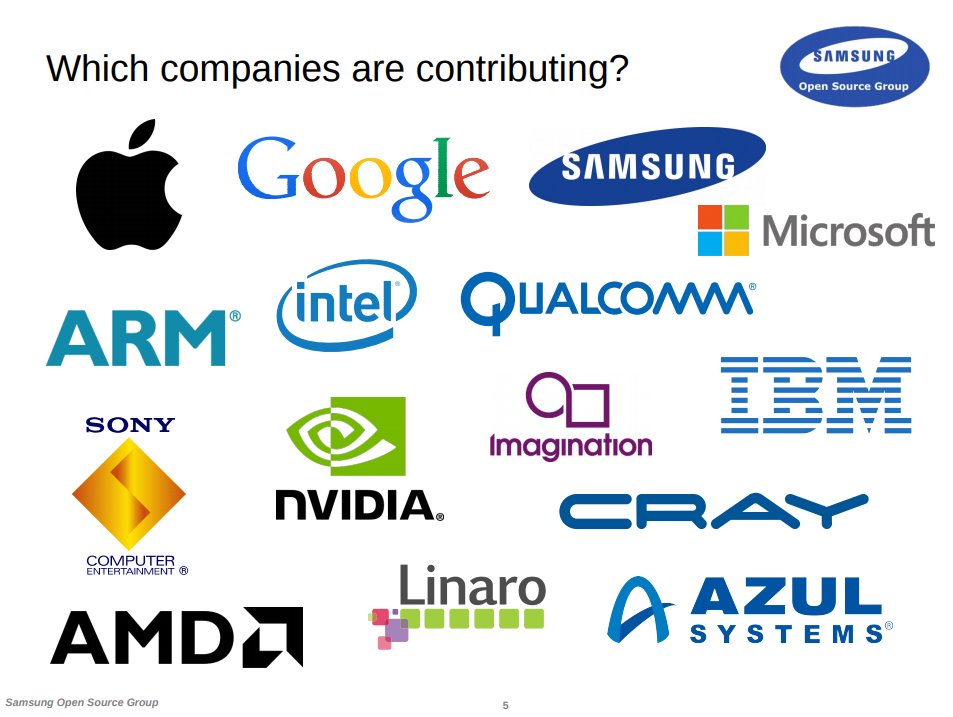 Which companies are contributing?
SAMSUNG
Open Source Group
Google
SAMSUNG
Microsoft
intel®
QUALCOMM®
ARM®
IBM
Imagination
SONY
COMPUTER
ENTERTAINMENT ®
NVIDIA®
CRAY
Linaro
AZUL
SYSTEMS®
AMD
Samsung Open Source Group
5